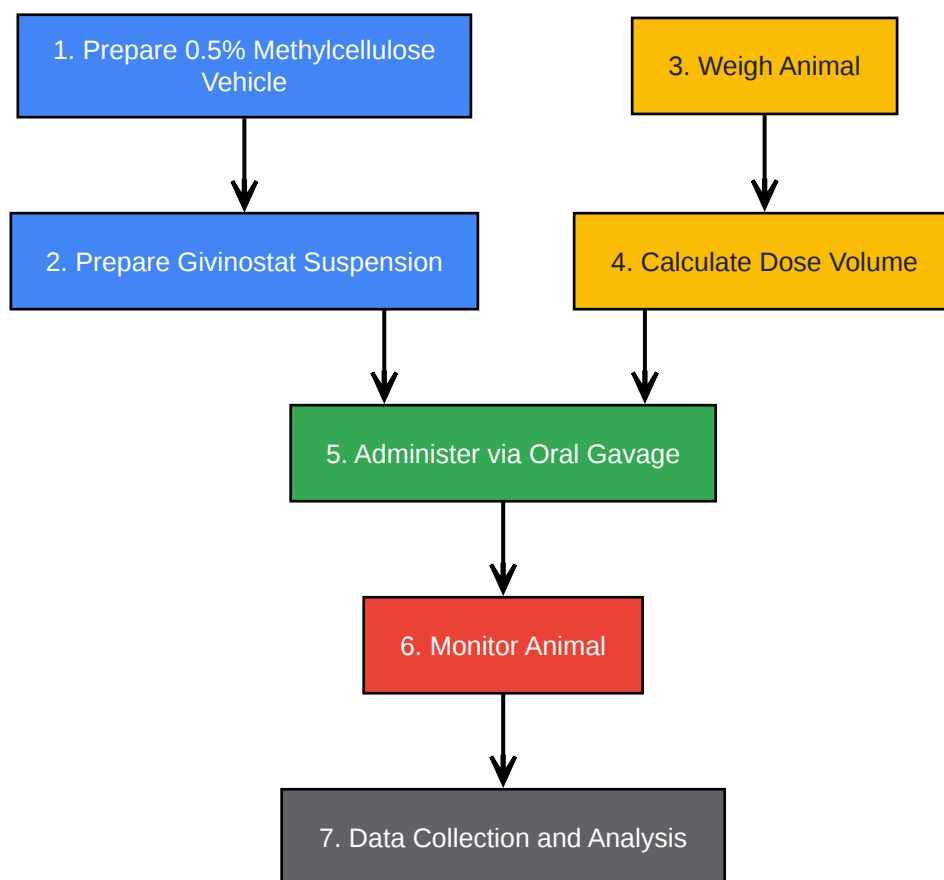 1. Prepare 0.5% Methylcellulose
Vehicle
3. Weigh Animal
2. Prepare Givinostat Suspension
4. Calculate Dose Volume
5. Administer via Oral Gavage
6. Monitor Animal
7. Data Collection and Analysis